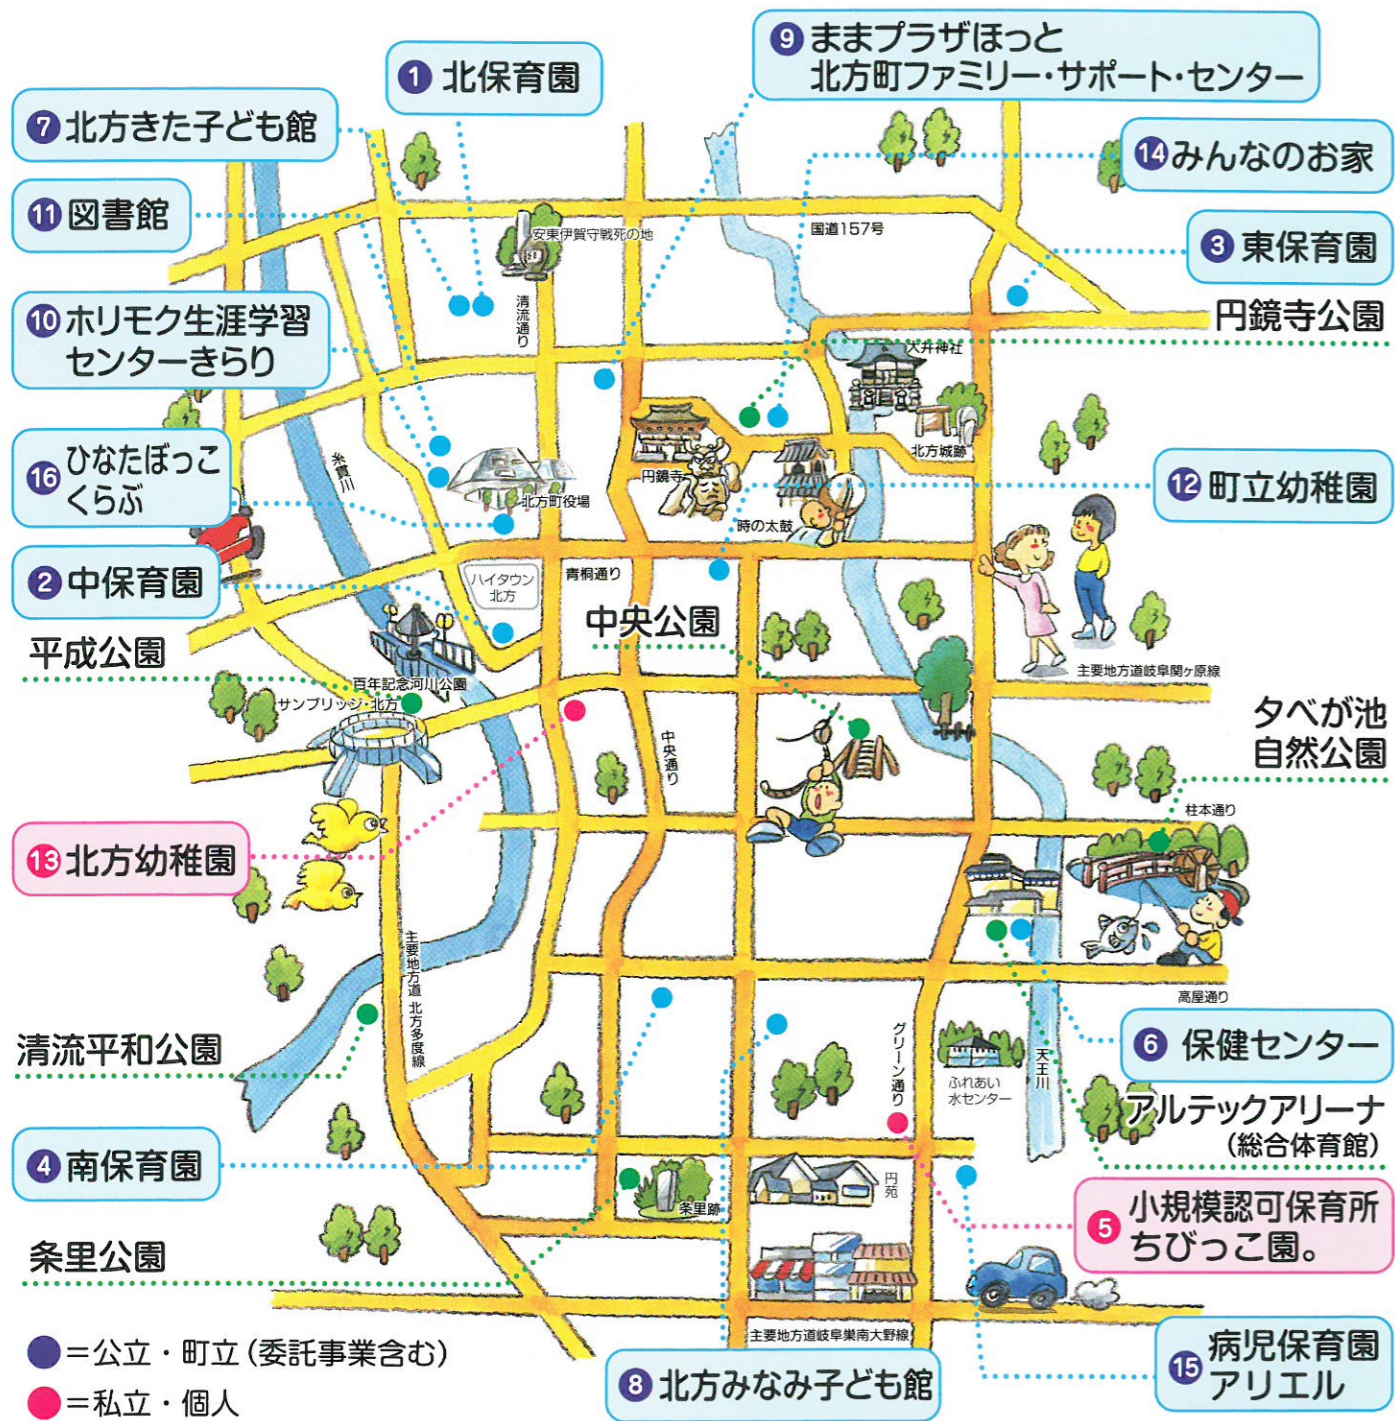 ⑨ ままプラザほっと
北方町ファミリー・サポート・センター
① 北保育園
⑦ 北方きた子ども館
⑭ みんなのお家
⑪ 図書館
安東伊賀守戦死の地
国道157号
③ 東保育園
清流通り
円鏡寺公園
⑩ ホリモク生涯学習
センターきらり
大井神社
北方城跡
⑯ ひなたぼっこ
くらぶ
糸貫川
円鏡寺
北方町役場
時の太鼓
⑫ 町立幼稚園
② 中保育園
ハイタウン
北方
青桐通り
中央公園
平成公園
百年記念河川公園
サンブリッジ・北方
主要地方道岐阜関ヶ原線
夕べが池
自然公園
中央通り
柱本通り
⑬ 北方幼稚園
主要地方道 北方多度線
高屋通り
清流平和公園
グリーン通り
ふれあい
水センター
天王川
⑥ 保健センター
アルテックアリーナ
(総合体育館)
④ 南保育園
円苑
条里跡
⑤ 小規模認可保育所
ちびっこ園。
条里公園
主要地方道岐阜巣南大野線
●=公立・町立(委託事業含む)
●=私立・個人
⑧ 北方みなみ子ども館
⑮ 病児保育園
アリエル